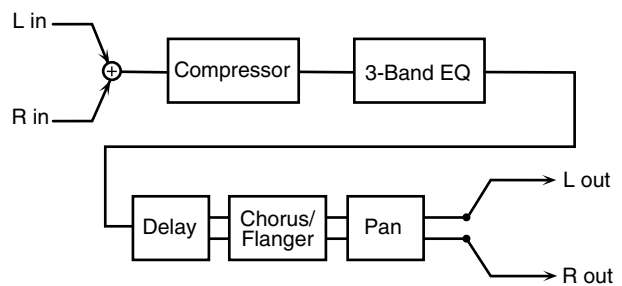 L in
+
Compressor
3-Band EQ
R in
Delay
Chorus/
Flanger
Pan
L out
R out